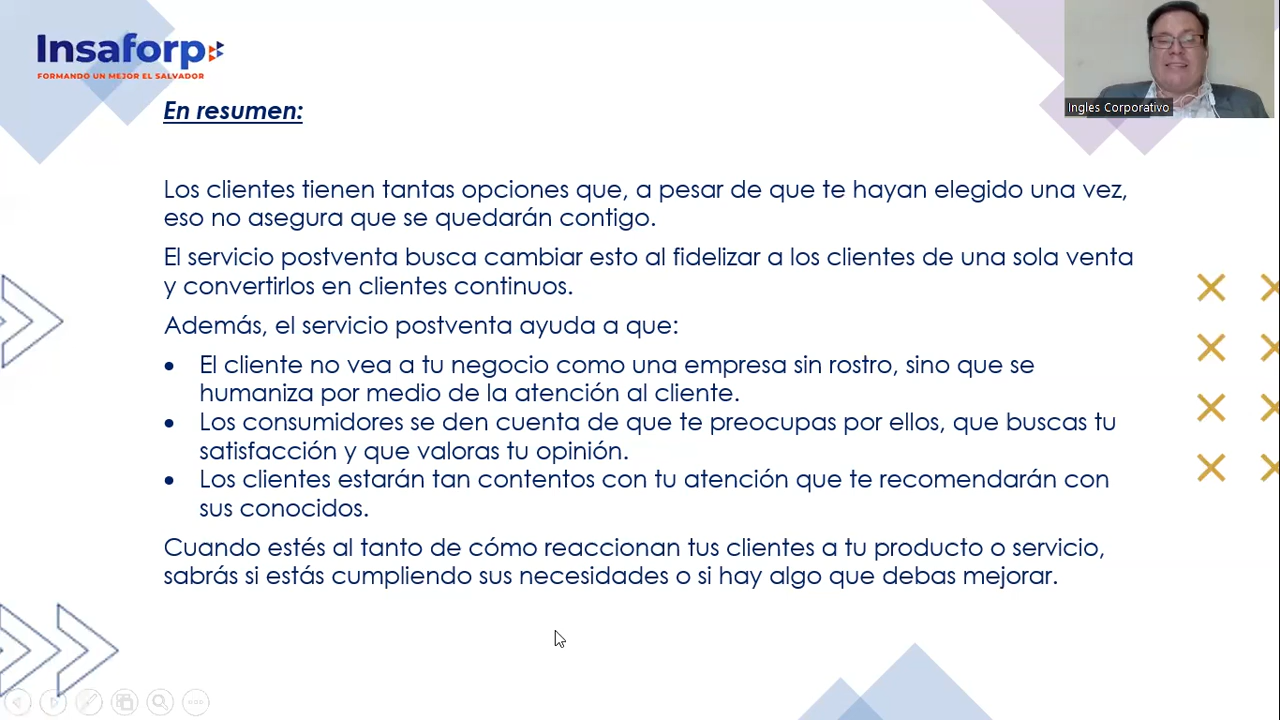 Insaforp
FORMANDO UN MEJOR EL SALVADOR
Ingles Corporativo
En resumen:
Los clientes tienen tantas opciones que, a pesar de que te hayan elegido una vez,
eso no asegura que se quedarán contigo.
El servicio postventa busca cambiar esto al fidelizar a los clientes de una sola venta
y convertirlos en clientes continuos.
Además, el servicio postventa ayuda a que:
• El cliente no vea a tu negocio como una empresa sin rostro, sino que se
humaniza por medio de la atención al cliente.
• Los consumidores se den cuenta de que te preocupas por ellos, que buscas tu
satisfacción y que valoras tu opinión.
• Los clientes estarán tan contentos con tu atención que te recomendarán con
sus conocidos.
Cuando estés al tanto de cómo reaccionan tus clientes a tu producto o servicio,
sabrás si estás cumpliendo sus necesidades o si hay algo que debas mejorar.